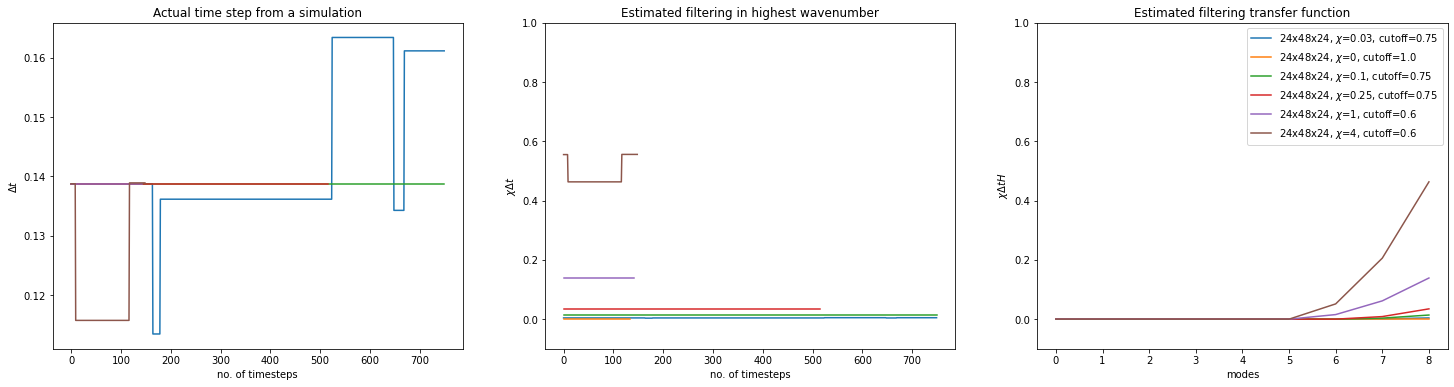 Actual time step from a simulation
0.16
0.15
0.14
0.13
0.12
Δt
0 100 200 300 400 500 600 700
no. of timesteps
Estimated filtering in highest wavenumber
1.0
0.8
0.6
0.4
0.2
0.0
χΔt
0 100 200 300 400 500 600 700
no. of timesteps
Estimated filtering transfer function
1.0
0.8
0.6
0.4
0.2
0.0
χΔtH
24x48x24, χ=0.03, cutoff=0.75
24x48x24, χ=0, cutoff=1.0
24x48x24, χ=0.1, cutoff=0.75
24x48x24, χ=0.25, cutoff=0.75
24x48x24, χ=1, cutoff=0.6
24x48x24, χ=4, cutoff=0.6
0 1 2 3 4 5 6 7 8
modes